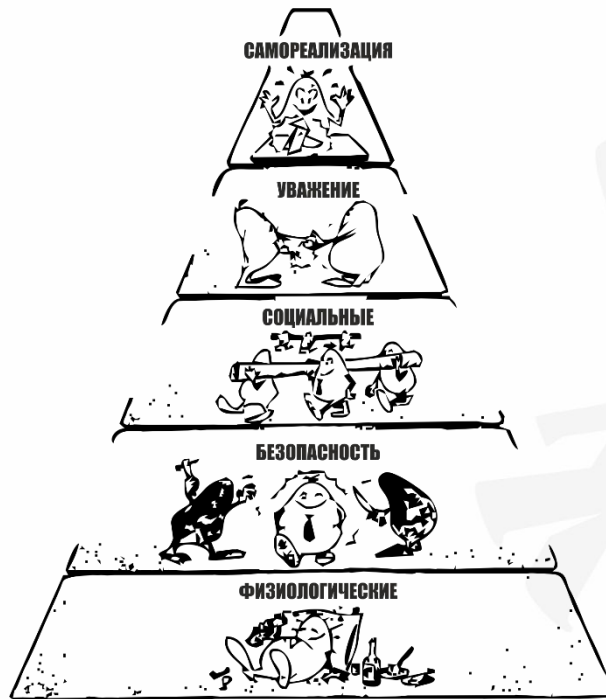 САМОРЕАЛИЗАЦИЯ
УВАЖЕНИЕ
СОЦИАЛЬНЫЕ
БЕЗОПАСНОСТЬ
ФИЗИОЛОГИЧЕСКИЕ